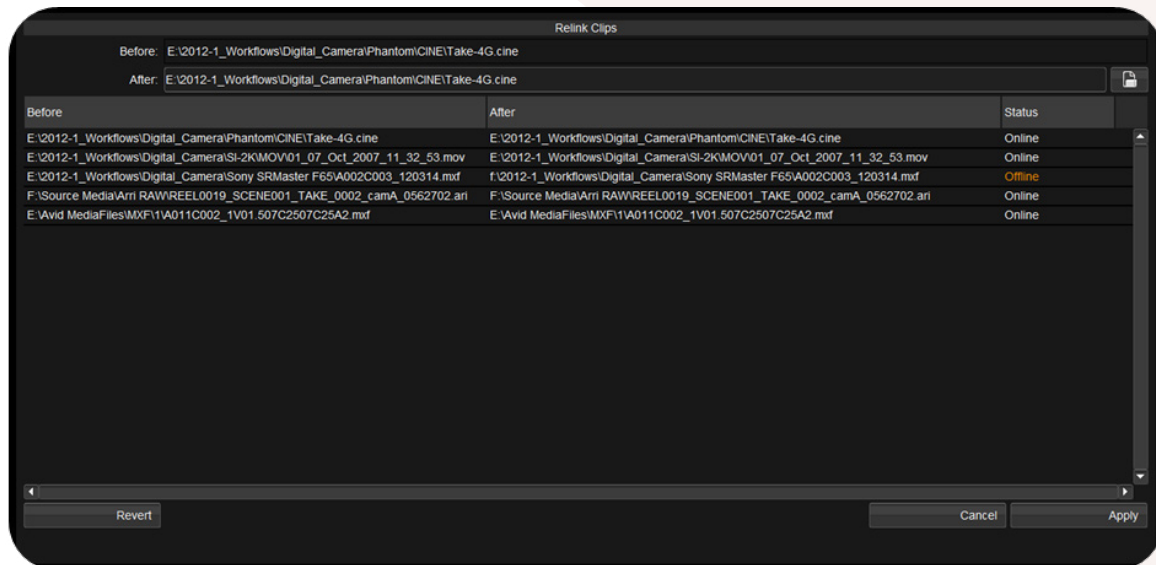 Relink Clips
Before: E:\2012-1_Workflows\Digital_Camera\Phantom\CINE\Take-4G.cine
After: E:\2012-1_Workflows\Digital_Camera\Phantom\CINE\Take-4G.cine
Before After Status
E:\2012-1_Workflows\Digital_Camera\Phantom\CINE\Take-4G.cine E:\2012-1_Workflows\Digital_Camera\Phantom\CINE\Take-4G.cine Online
E:\2012-1_Workflows\Digital_Camera\SI-2K\MOV\01_07_Oct_2007_11_32_53.mov E:\2012-1_Workflows\Digital_Camera\SI-2K\MOV\01_07_Oct_2007_11_32_53.mov Online
E:\2012-1_Workflows\Digital_Camera\Sony SRMaster F65\A002C003_120314.mxf f:\2012-1_Workflows\Digital_Camera\Sony SRMaster F65\A002C003_120314.mxf Offline
F:\Source Media\Arri RAW\REEL0019_SCENE001_TAKE_0002_camA_0562702.ari F:\Source Media\Arri RAW\REEL0019_SCENE001_TAKE_0002_camA_0562702.ari Online
E:\Avid MediaFiles\MXF\1\A011C002_1V01.507C2507C25A2.mxf E:\Avid MediaFiles\MXF\1\A011C002_1V01.507C2507C25A2.mxf Online
Revert Cancel Apply